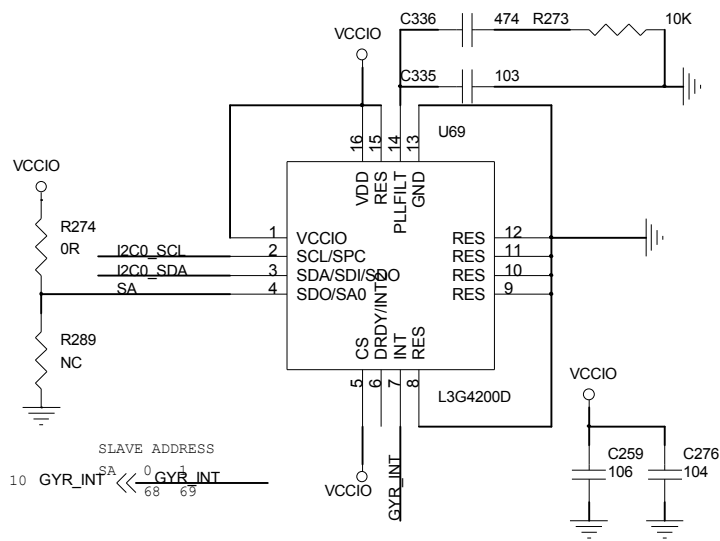 C336 474 R273 10K
VCCIO
C335 103
U69
16 15 14 13
VDD RES PLLFILT GND
VCCIO
R274
0R
1 VCCIO RES 12
I2C0_SCL 2 SCL/SPC RES 11
I2C0_SDA 3 SDA/SDI/SDO RES 10
SA 4 SDO/SA0 RES 9
CS DRDY/INT2 INT RES
5 6 7 8
R289
NC
L3G4200D
VCCIO
C259 C276
106 104
SLAVE ADDRESS
SA 0 1
68 69
10 GYR_INT GYR_INT
VCCIO
GYR_INT